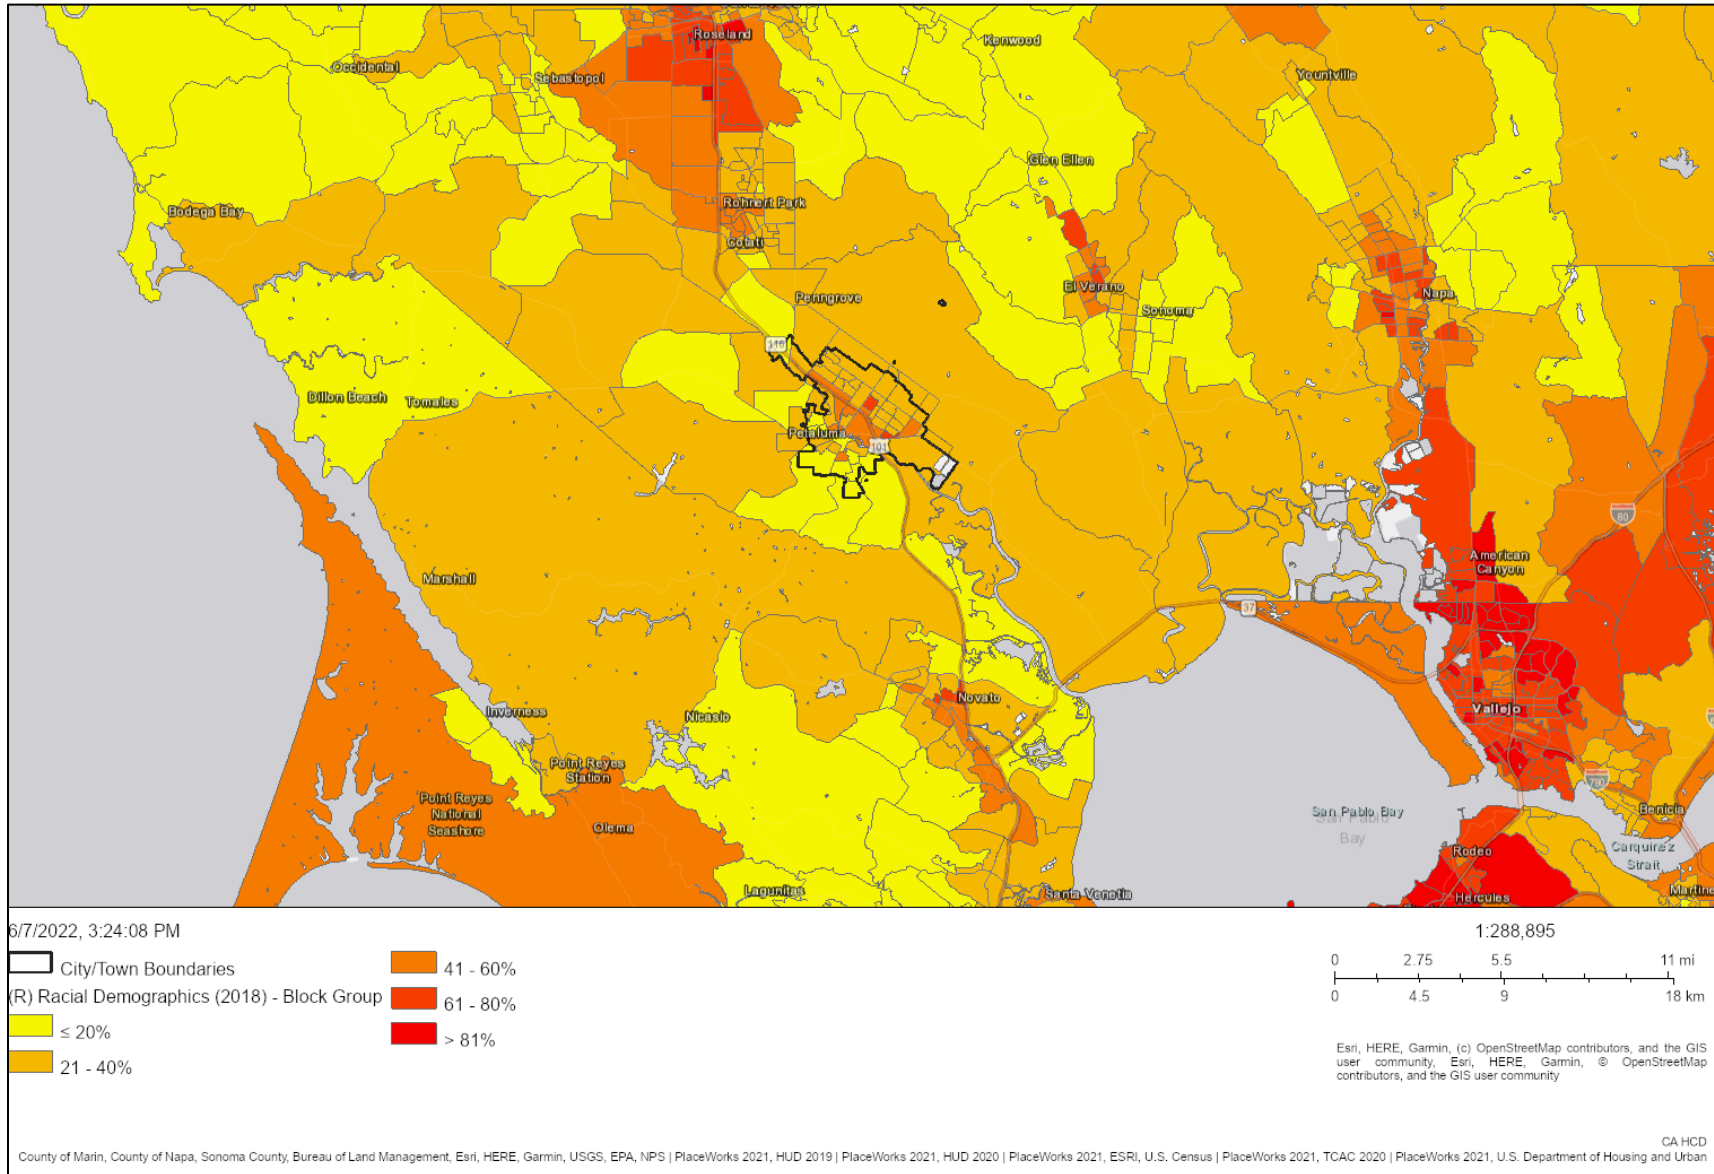 Roseland
Kenwood
Occidental
Sebastopol
Yountville
Glen Ellen
Bodega Bay
Rohnert Park
Cotati
El Verano
Napa
Sonoma
Penngrove
116
Dillon Beach
Tomales
Petaluma
101
80
American
Canyon
Marshall
37
Novato
Vallejo
Inverness
Nicasio
Point Reyes
Station
780
Point Reyes
National
Seashore
Olema
San Pablo Bay
San Pablo
Bay
Benicia
Carquinez
Strait
Rodeo
Lagunitas
Santa Venetia
Hercules
Martine
6/7/2022, 3:24:08 PM
City/Town Boundaries
(R) Racial Demographics (2018) - Block Group
≤ 20%
21 - 40%
41 - 60%
61 - 80%
> 81%
1:288,895
0 2.75 5.5 11 mi
0 4.5 9 18 km
Esri, HERE, Garmin, (c) OpenStreetMap contributors, and the GIS
user community, Esri, HERE, Garmin, © OpenStreetMap
contributors, and the GIS user community
CA HCD
County of Marin, County of Napa, Sonoma County, Bureau of Land Management, Esri, HERE, Garmin, USGS, EPA, NPS | PlaceWorks 2021, HUD 2019 | PlaceWorks 2021, HUD 2020 | PlaceWorks 2021, ESRI, U.S. Census | PlaceWorks 2021, TCAC 2020 | PlaceWorks 2021, U.S. Department of Housing and Urban